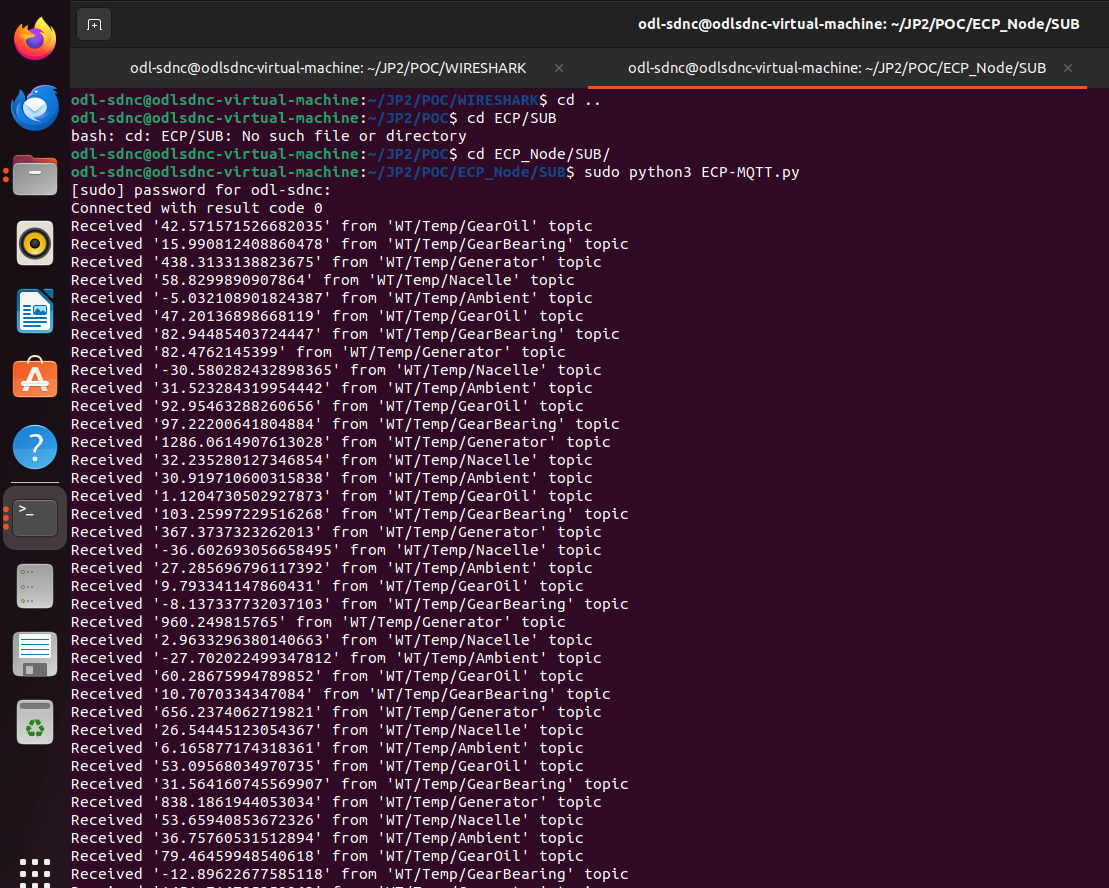 odl-sdnc@odlsdnc-virtual-machine: ~/JP2/POC/ECP_Node/SUB
odl-sdnc@odlsdnc-virtual-machine: ~/JP2/POC/WIRESHARK × odl-sdnc@odlsdnc-virtual-machine: ~/JP2/POC/ECP_Node/SUB ×
odl-sdnc@odlsdnc-virtual-machine:~/JP2/POC/WIRESHARK$ cd ..
odl-sdnc@odlsdnc-virtual-machine:~/JP2/POC$ cd ECP/SUB
bash: cd: ECP/SUB: No such file or directory
odl-sdnc@odlsdnc-virtual-machine:~/JP2/POC$ cd ECP_Node/SUB/
odl-sdnc@odlsdnc-virtual-machine:~/JP2/POC/ECP_Node/SUB$ sudo python3 ECP-MQTT.py
[sudo] password for odl-sdnc:
Connected with result code 0
Received '42.571571526682035' from 'WT/Temp/GearOil' topic
Received '15.990812408860478' from 'WT/Temp/GearBearing' topic
Received '438.3133138823675' from 'WT/Temp/Generator' topic
Received '58.8299890907864' from 'WT/Temp/Nacelle' topic
Received '-5.032108901824387' from 'WT/Temp/Ambient' topic
Received '47.20136898668119' from 'WT/Temp/GearOil' topic
Received '82.94485403724447' from 'WT/Temp/GearBearing' topic
Received '82.4762145399' from 'WT/Temp/Generator' topic
Received '-30.580282432898365' from 'WT/Temp/Nacelle' topic
Received '31.523284319954442' from 'WT/Temp/Ambient' topic
Received '92.95463288260656' from 'WT/Temp/GearOil' topic
Received '97.22200641804884' from 'WT/Temp/GearBearing' topic
Received '1286.0614907613028' from 'WT/Temp/Generator' topic
Received '32.235280127346854' from 'WT/Temp/Nacelle' topic
Received '30.919710600315838' from 'WT/Temp/Ambient' topic
Received '1.1204730502927873' from 'WT/Temp/GearOil' topic
Received '103.25997229516268' from 'WT/Temp/GearBearing' topic
Received '367.3737323262013' from 'WT/Temp/Generator' topic
Received '-36.602693056658495' from 'WT/Temp/Nacelle' topic
Received '27.285696796117392' from 'WT/Temp/Ambient' topic
Received '9.793341147860431' from 'WT/Temp/GearOil' topic
Received '-8.137337732037103' from 'WT/Temp/GearBearing' topic
Received '960.249815765' from 'WT/Temp/Generator' topic
Received '2.9633296380140663' from 'WT/Temp/Nacelle' topic
Received '-27.702022499347812' from 'WT/Temp/Ambient' topic
Received '60.28675994789852' from 'WT/Temp/GearOil' topic
Received '10.7070334347084' from 'WT/Temp/GearBearing' topic
Received '656.2374062719821' from 'WT/Temp/Generator' topic
Received '26.54445123054367' from 'WT/Temp/Nacelle' topic
Received '6.165877174318361' from 'WT/Temp/Ambient' topic
Received '53.09568034970735' from 'WT/Temp/GearOil' topic
Received '31.564160745569907' from 'WT/Temp/GearBearing' topic
Received '838.1861944053034' from 'WT/Temp/Generator' topic
Received '53.65940853672326' from 'WT/Temp/Nacelle' topic
Received '36.75760531512894' from 'WT/Temp/Ambient' topic
Received '79.46459948540618' from 'WT/Temp/GearOil' topic
Received '-12.89622677585118' from 'WT/Temp/GearBearing' topic